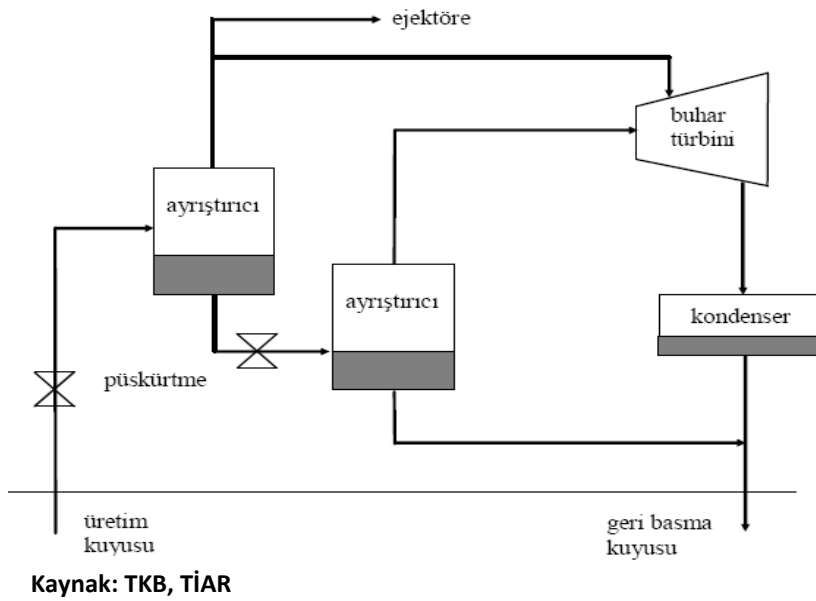 ejektöre
buhar
türbini
ayrıştırıcı
ayrıştırıcı
kondenser
püskürtme
üretim
kuyusu
geri basma
kuyusu
Kaynak: TKB, TİAR